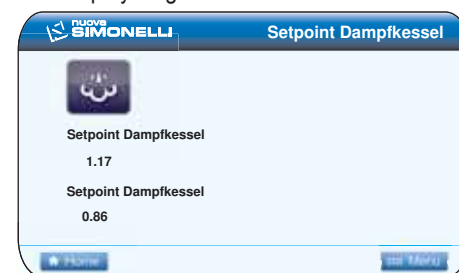 nuova
SIMONELLI
Setpoint Dampfkessel
Setpoint Dampfkessel
1.17
Setpoint Dampfkessel
0.86
Home
Menu